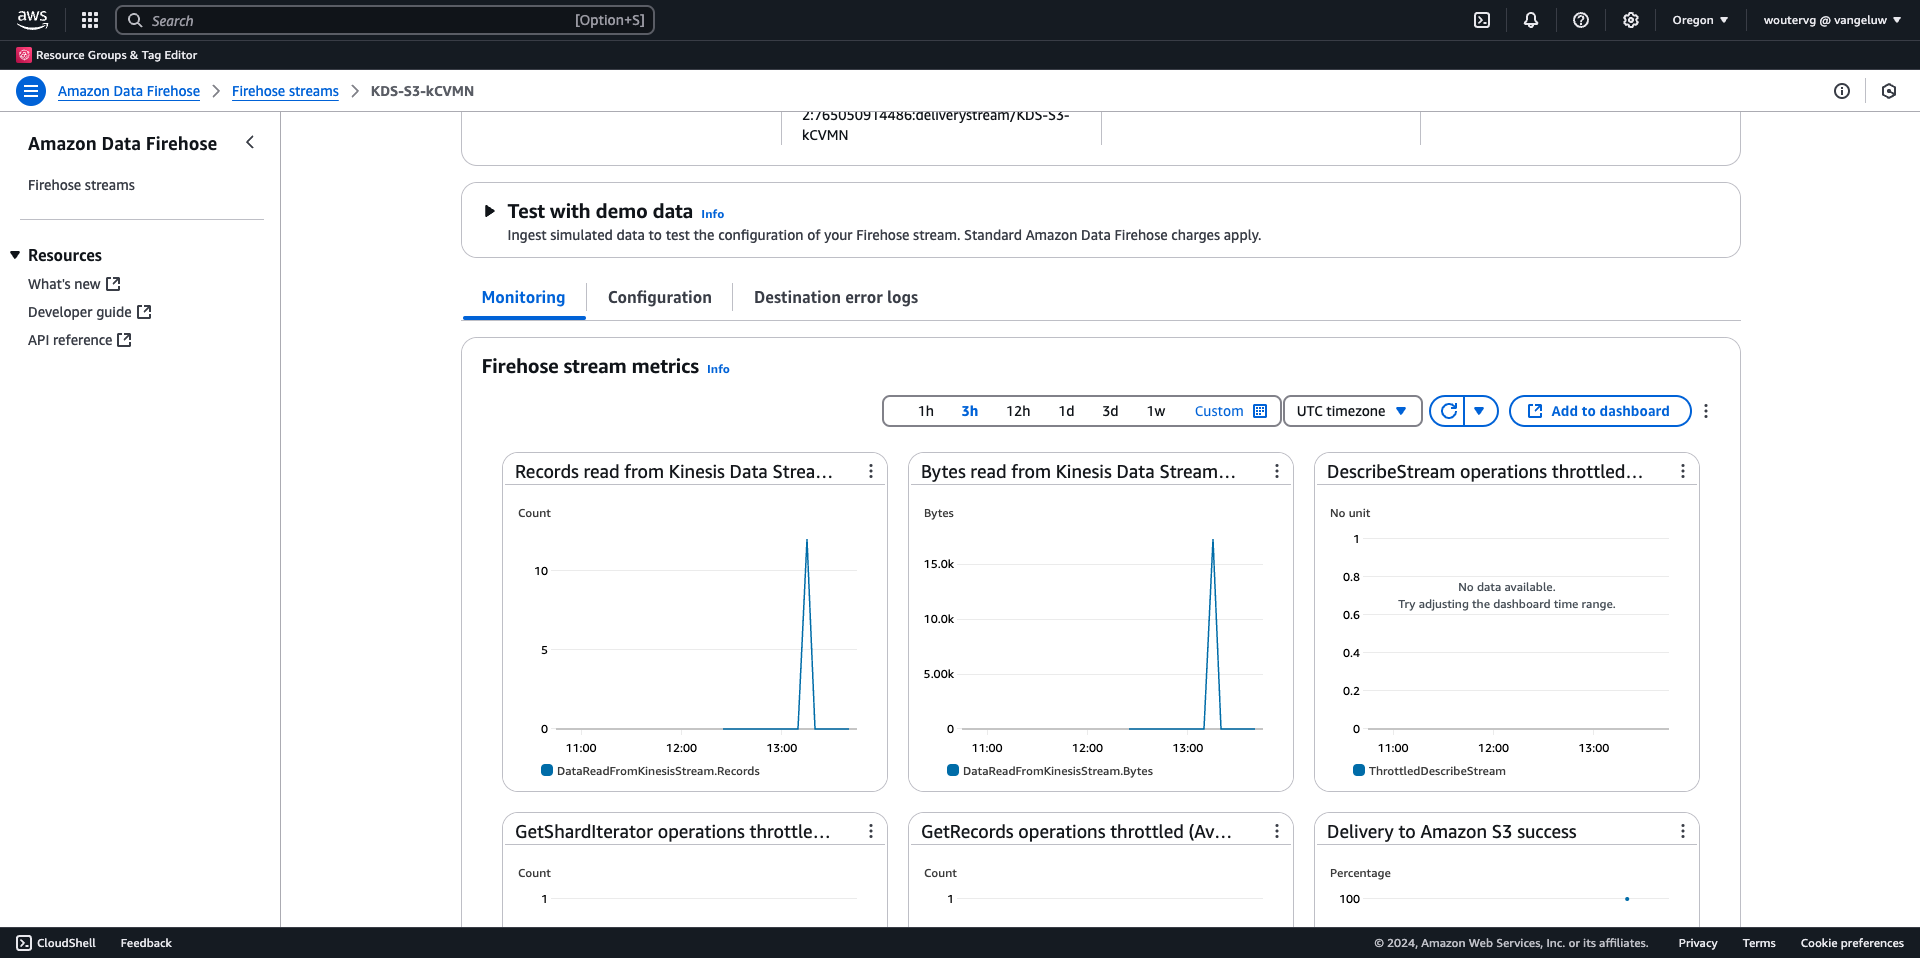 aws
Search
[Option+S]
Oregon
woutervg @ vangeluw
Resource Groups & Tag Editor
Amazon Data Firehose
Firehose streams
KDS-S3-kCVMN
Amazon Data Firehose
Firehose streams
Resources
What's new
Developer guide
API reference
2:765050914486:deliverystream/KDS-S3-
kCVMN
Test with demo data Info
Ingest simulated data to test the configuration of your Firehose stream. Standard Amazon Data Firehose charges apply.
Monitoring
Configuration
Destination error logs
Firehose stream metrics Info
1h 3h 12h 1d 3d 1w Custom
UTC timezone
Add to dashboard
Records read from Kinesis Data Strea...
Count
10
5
0
11:00 12:00 13:00
DataReadFromKinesisStream.Records
Bytes read from Kinesis Data Stream...
Bytes
15.0k
10.0k
5.00k
0
11:00 12:00 13:00
DataReadFromKinesisStream.Bytes
DescribeStream operations throttled...
No unit
1
0.8
No data available.
Try adjusting the dashboard time range.
0.6
0.4
0.2
0
11:00 12:00 13:00
ThrottledDescribeStream
GetShardIterator operations throttle...
Count
1
GetRecords operations throttled (Av...
Count
1
Delivery to Amazon S3 success
Percentage
100
CloudShell
Feedback
© 2024, Amazon Web Services, Inc. or its affiliates.
Privacy
Terms
Cookie preferences